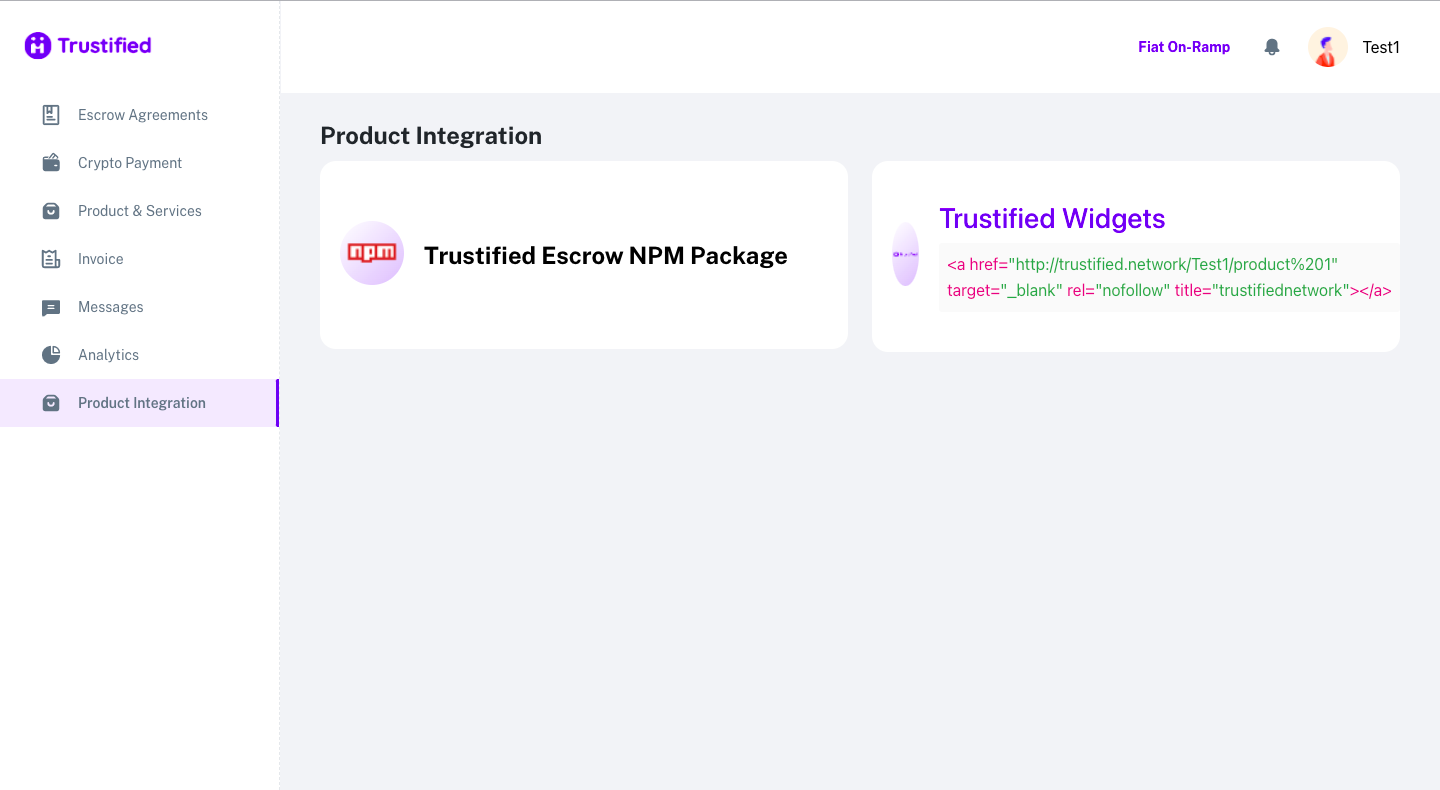 Trustified
Fiat On-Ramp
Test1
Escrow Agreements
Crypto Payment
Product & Services
Invoice
Messages
Analytics
Product Integration
Product Integration
npm
Trustified Escrow NPM Package
Trustified Widgets
<a href="http://trustified.network/Test1/product%201"
target="_blank" rel="nofollow" title="trustifiednetwork"></a>